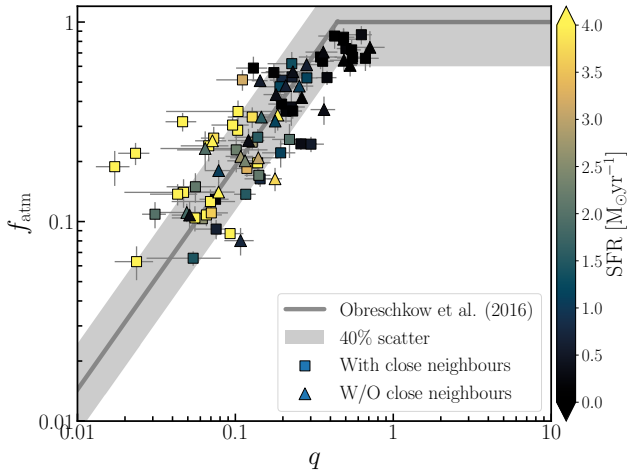 1
0.1
0.01
f_atm
0.01
0.1
1
10
q
Obreschkow et al. (2016)
40% scatter
With close neighbours
W/O close neighbours
4.0
3.5
3.0
2.5
2.0
1.5
1.0
0.5
0.0
SFR [M⊙yr⁻¹]